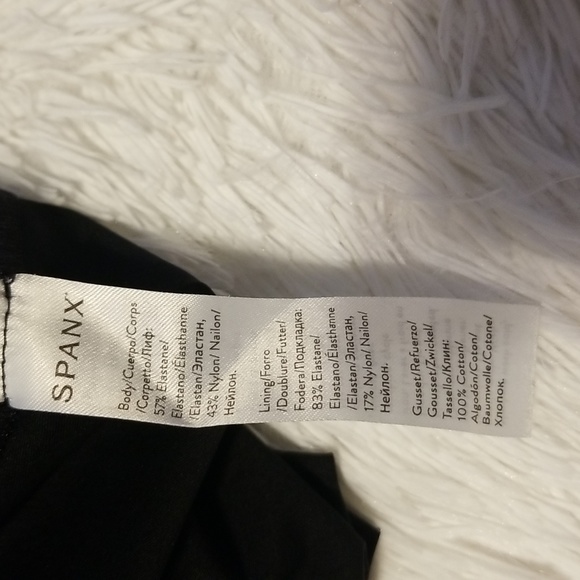 SPANX
Body/Cuerpo/Corps
/Corpetto/Лиф:
57% Elastane/
Elastano/Elasthanne
/Elastan/Эластан,
43% Nylon/ Nailon/
Нейлон.
Lining/Forro
/Doublure/Futter/
Fodera/Подкладка:
83% Elastane/
Elastano/Elasthanne
/Elastan/Эластан,
17% Nylon/ Nailon/
Нейлон.
Gusset/Refuerzo/
Gousset/Zwickel/
Tassello/Клин:
100% Cotton/
Algodón/Coton/
Baumwolle/Cotone/
Хлопок.